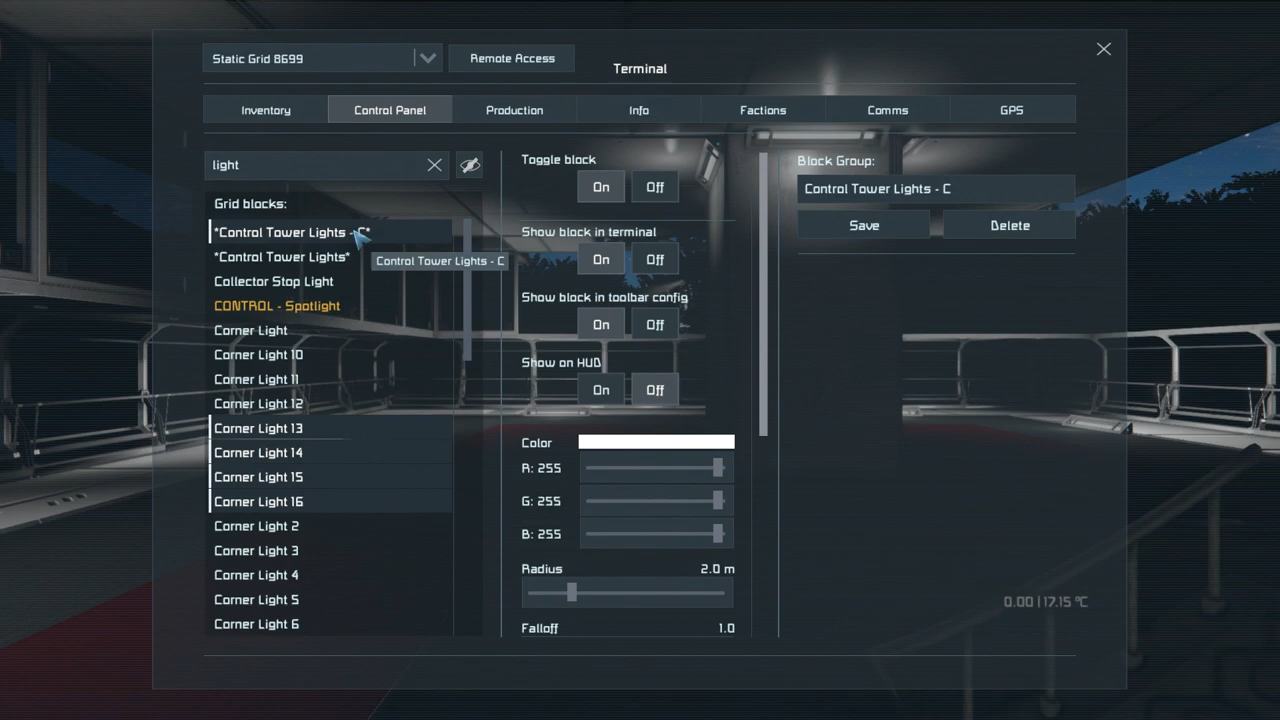 Static Grid 8699
Remote Access
Terminal
Inventory
Control Panel
Production
Info
Factions
Comms
GPS
light
Grid blocks:
*Control Tower Lights - C*
*Control Tower Lights*
Control Tower Lights - C
Collector Stop Light
CONTROL - Spotlight
Corner Light
Corner Light 10
Corner Light 11
Corner Light 12
Corner Light 13
Corner Light 14
Corner Light 15
Corner Light 16
Corner Light 2
Corner Light 3
Corner Light 4
Corner Light 5
Corner Light 6
Toggle block
On Off
Show block in terminal
On Off
Show block in toolbar config
On Off
Show on HUD
On Off
Color
R: 255
G: 255
B: 255
Radius 2.0 m
Falloff 1.0
Block Group:
Control Tower Lights - C
Save Delete
0.00 | 17.15 °C